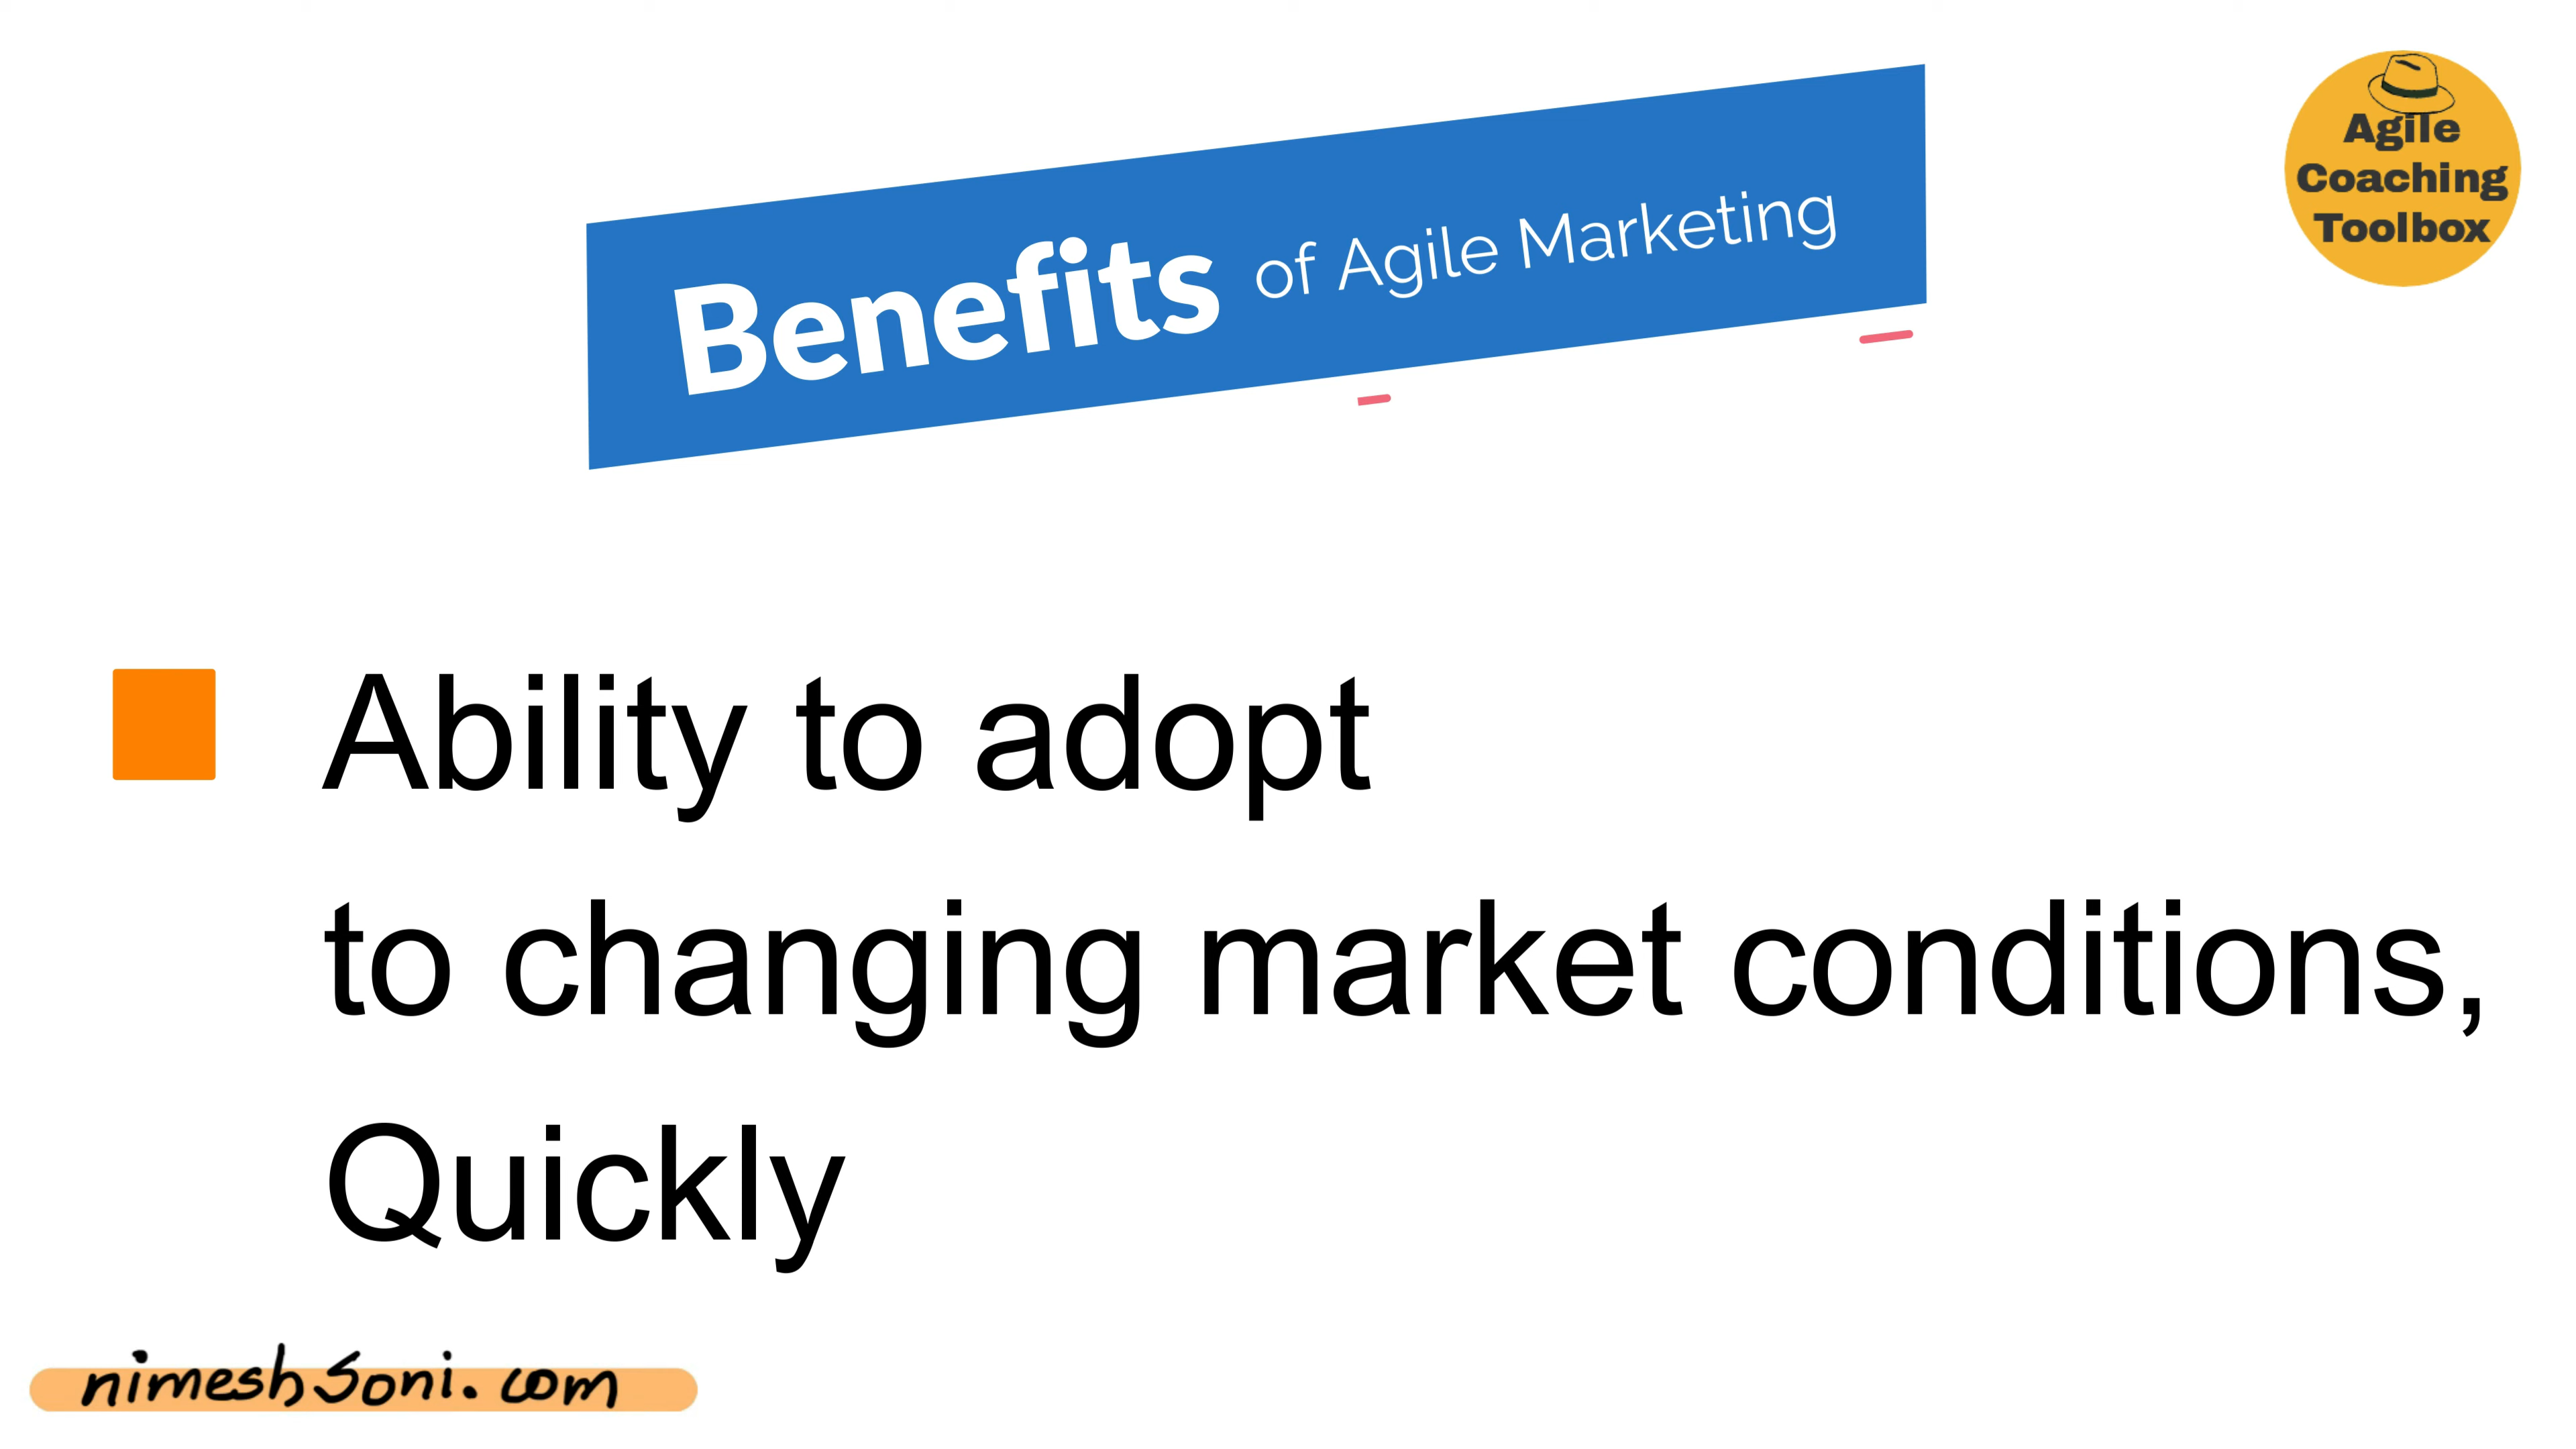 Benefits of Agile Marketing
Agile
Coaching
Toolbox
Ability to adopt
to changing market conditions,
Quickly
nimeshSoni.com